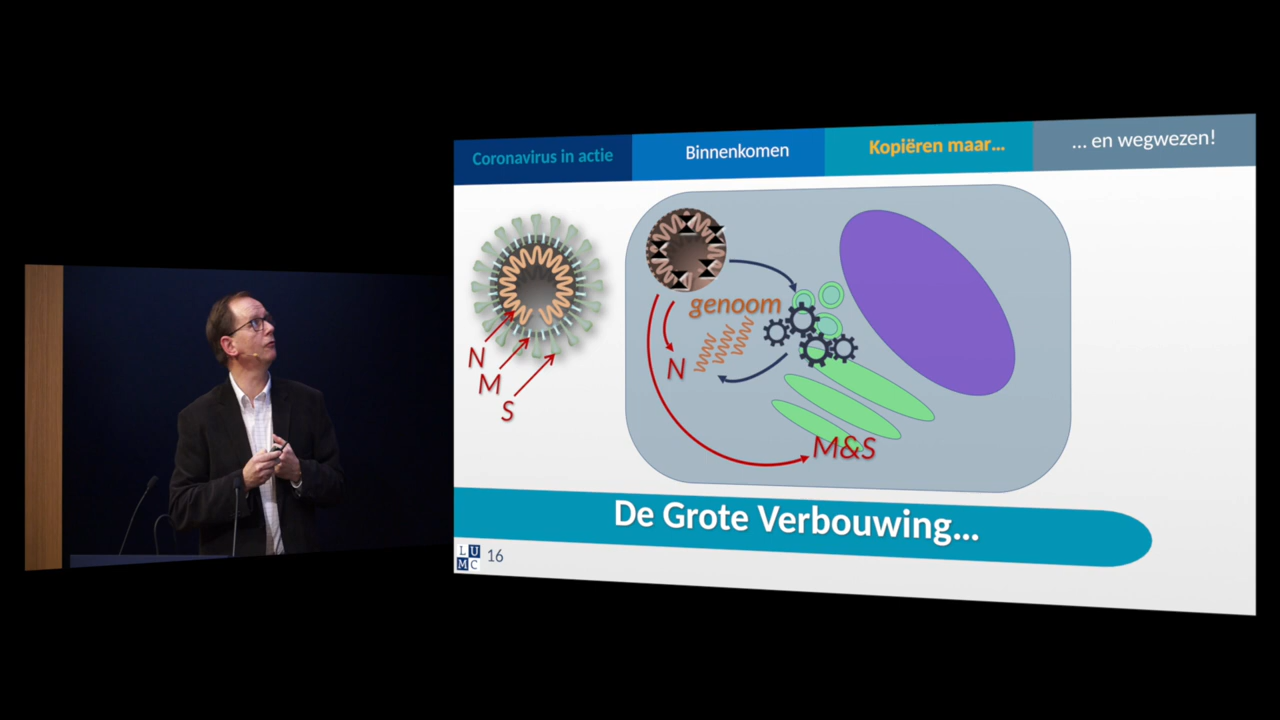 Coronavirus in actie
Binnenkomen
Kopiëren maar...
... en wegwezen!
genoom
N
M
S
N
M&S
De Grote Verbouwing...
L U
M C
16